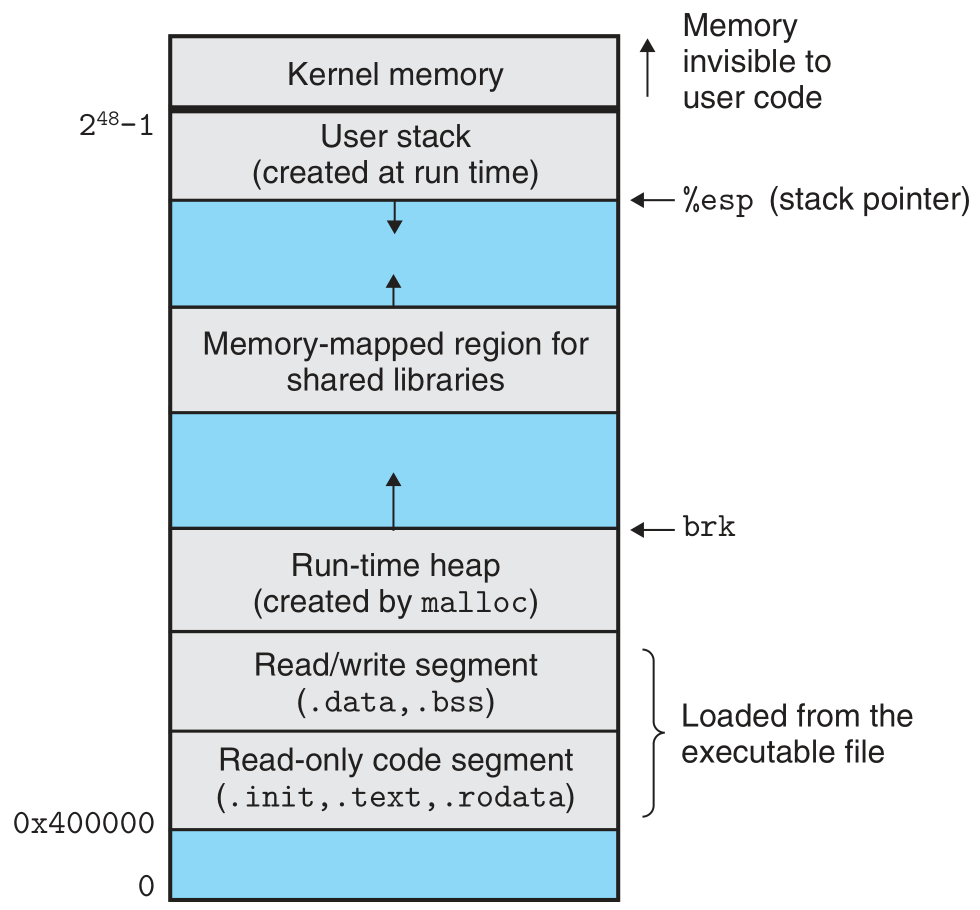 Memory
invisible to
user code
Kernel memory
2⁴⁸–1
User stack
(created at run time)
%esp (stack pointer)
Memory-mapped region for
shared libraries
brk
Run-time heap
(created by malloc)
Read/write segment
(.data,.bss)
Loaded from the
executable file
Read-only code segment
(.init,.text,.rodata)
0x400000
0